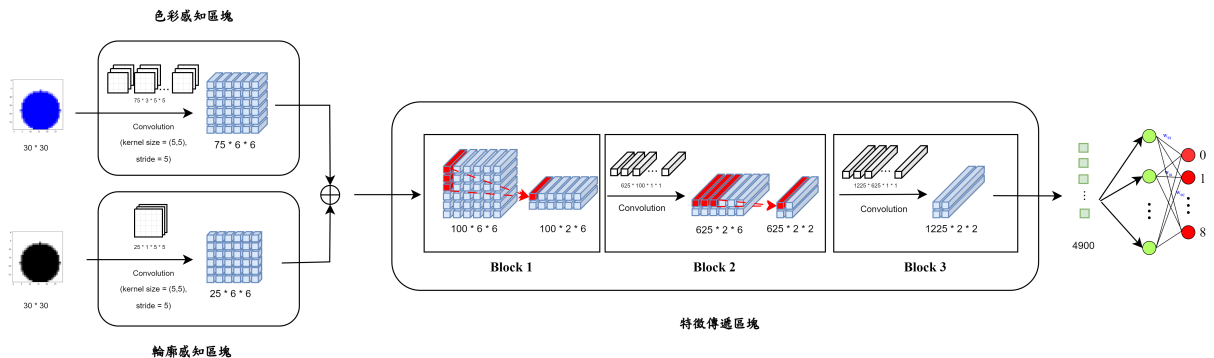 色彩感知區塊
75 * 3 * 5 * 5
Convolution
(kernel size = (5,5),
stride = 5)
75 * 6 * 6
30 * 30
25 * 1 * 5 * 5
Convolution
(kernel size = (5,5),
stride = 5)
25 * 6 * 6
30 * 30
輪廓感知區塊
100 * 6 * 6
100 * 2 * 6
Block 1
625 * 100 * 1 * 1
Convolution
625 * 2 * 6
625 * 2 * 2
Block 2
1225 * 625 * 1 * 1
Convolution
1225 * 2 * 2
Block 3
特徵傳遞區塊
4900
0
1
8